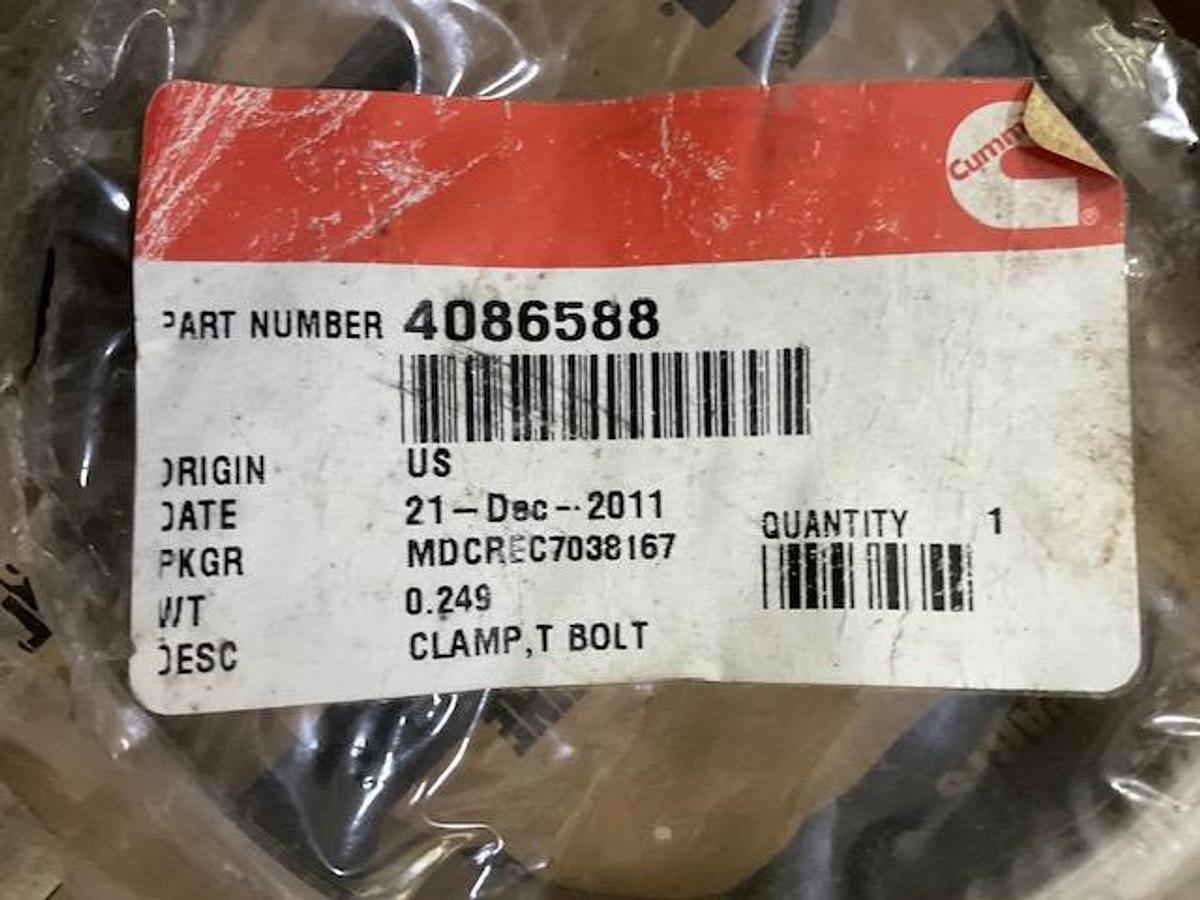 Cumm
®
PART NUMBER 4086588
ORIGIN US
DATE 21-Dec-2011
PKGR MDCREC7038167
QUANTITY 1
WT 0.249
DESC CLAMP,T BOLT